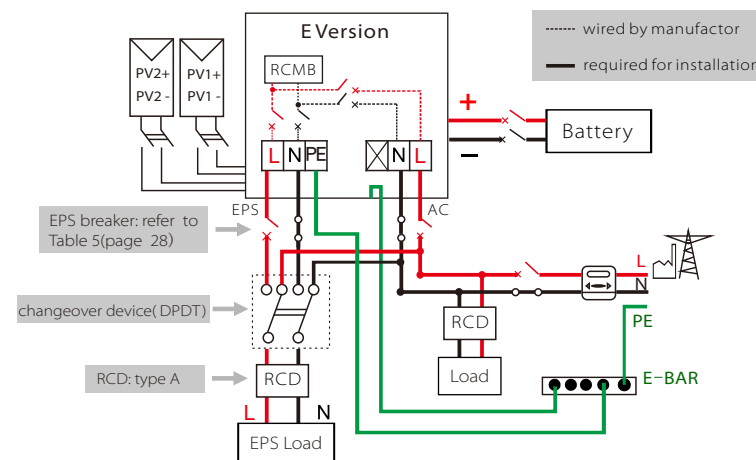 E Version
wired by manufactor
required for installation
RCMB
PV2+
PV2 -
PV1+
PV1 -
+
−
Battery
L N PE
N L
EPS
AC
EPS breaker: refer to
Table 5(page 28)
changeover device( DPDT)
RCD: type A
RCD
L N
EPS Load
RCD
Load
L
N
PE
E-BAR